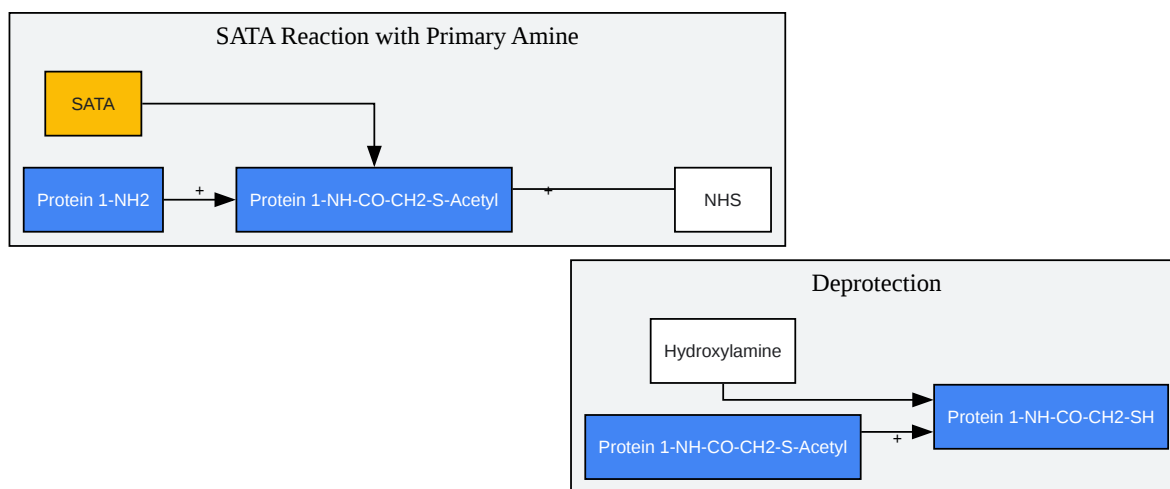 SATA Reaction with Primary Amine
SATA
Protein 1-NH2
+
Protein 1-NH-CO-CH2-S-Acetyl
+
NHS
Deprotection
Hydroxylamine
Protein 1-NH-CO-CH2-S-Acetyl
+
Protein 1-NH-CO-CH2-SH